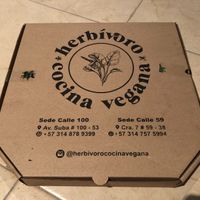 herbívoro
cocina vegana
Sede Calle 100
Av. Suba # 100 - 53
+57 314 878 9399
Sede Calle 59
Cra. 7 # 59 - 38
+57 314 757 5994
@herbivorococinavegana